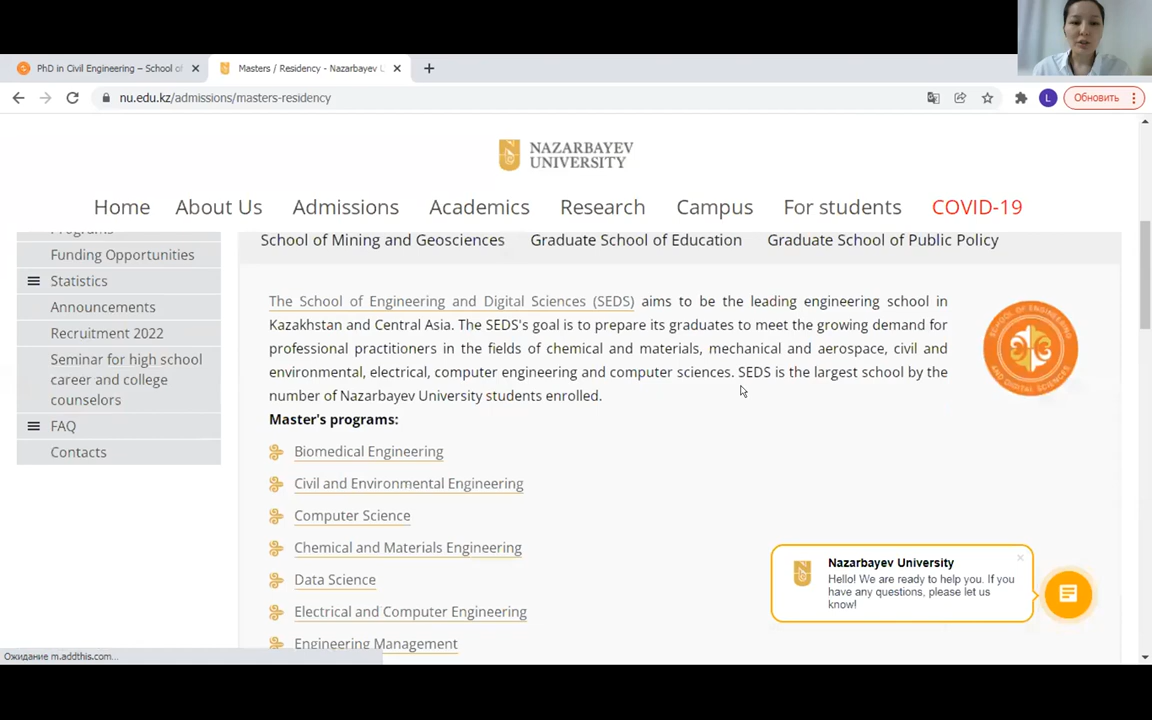 PhD in Civil Engineering – School of
Masters / Residency - Nazarbayev U
nu.edu.kz/admissions/masters-residency
L
Обновить
NAZARBAYEV
UNIVERSITY
Home About Us Admissions Academics Research Campus For students COVID-19
Programs
Funding Opportunities
Statistics
Announcements
Recruitment 2022
Seminar for high school
career and college
counselors
FAQ
Contacts
School of Mining and Geosciences Graduate School of Education Graduate School of Public Policy
The School of Engineering and Digital Sciences (SEDS) aims to be the leading engineering school in
Kazakhstan and Central Asia. The SEDS's goal is to prepare its graduates to meet the growing demand for
professional practitioners in the fields of chemical and materials, mechanical and aerospace, civil and
environmental, electrical, computer engineering and computer sciences. SEDS is the largest school by the
number of Nazarbayev University students enrolled.
SCHOOL OF ENGINEERING
AND DIGITAL SCIENCES
Master's programs:
Biomedical Engineering
Civil and Environmental Engineering
Computer Science
Chemical and Materials Engineering
Data Science
Electrical and Computer Engineering
Engineering Management
Nazarbayev University
Hello! We are ready to help you. If you
have any questions, please let us
know!
Ожидание m.addthis.com...